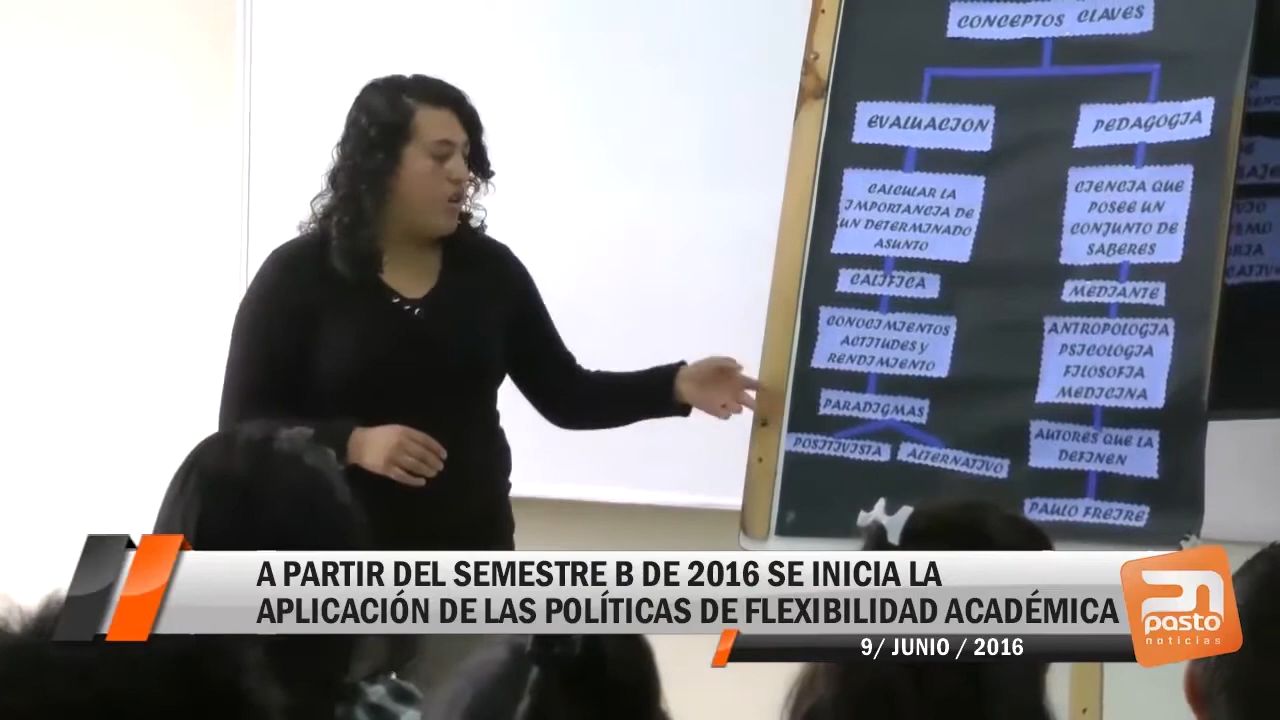 CONCEPTOS CLAVES
EVALUACION
CALCULAR LA
IMPORTANCIA DE
UN DETERMINADO
ASUNTO
CALIFICA
CONOCIMIENTOS
ACTITUDES Y
RENDIMIENTO
PARADIGMAS
POSITIVISTA
ALTERNATIVO
PEDAGOGIA
CIENCIA QUE
POSEE UN
CONJUNTO DE
SABERES
MEDIANTE
ANTROPOLOGIA
PSICOLOGIA
FILOSOFIA
MEDICINA
AUTORES QUE LA
DEFINEN
PAULO FREIRE
A PARTIR DEL SEMESTRE B DE 2016 SE INICIA LA
APLICACIÓN DE LAS POLÍTICAS DE FLEXIBILIDAD ACADÉMICA
9/ JUNIO / 2016
pasto
noticias